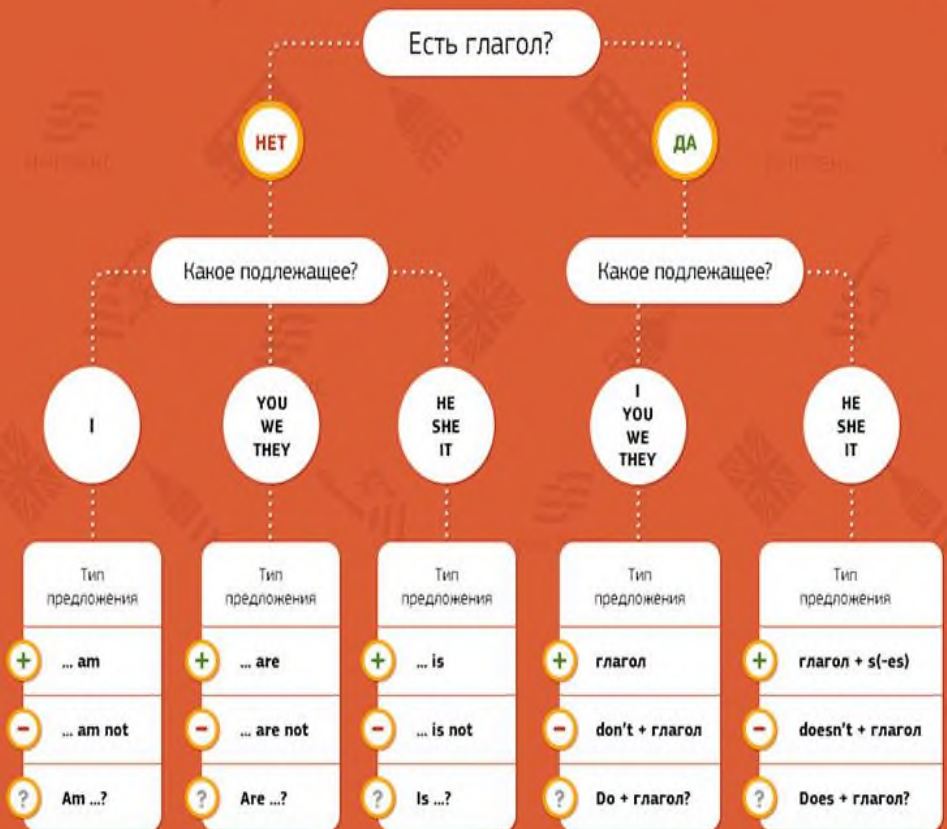 Есть глагол?
НЕТ
ДА
Какое подлежащее?
Какое подлежащее?
I
YOU
WE
THEY
HE
SHE
IT
I
YOU
WE
THEY
HE
SHE
IT
Тип
предложения
+ ... am
− ... am not
? Am ...?
Тип
предложения
+ ... are
− ... are not
? Are ...?
Тип
предложения
+ ... is
− ... is not
? Is ...?
Тип
предложения
+ глагол
− don't + глагол
? Do + глагол?
Тип
предложения
+ глагол + s(-es)
− doesn't + глагол
? Does + глагол?